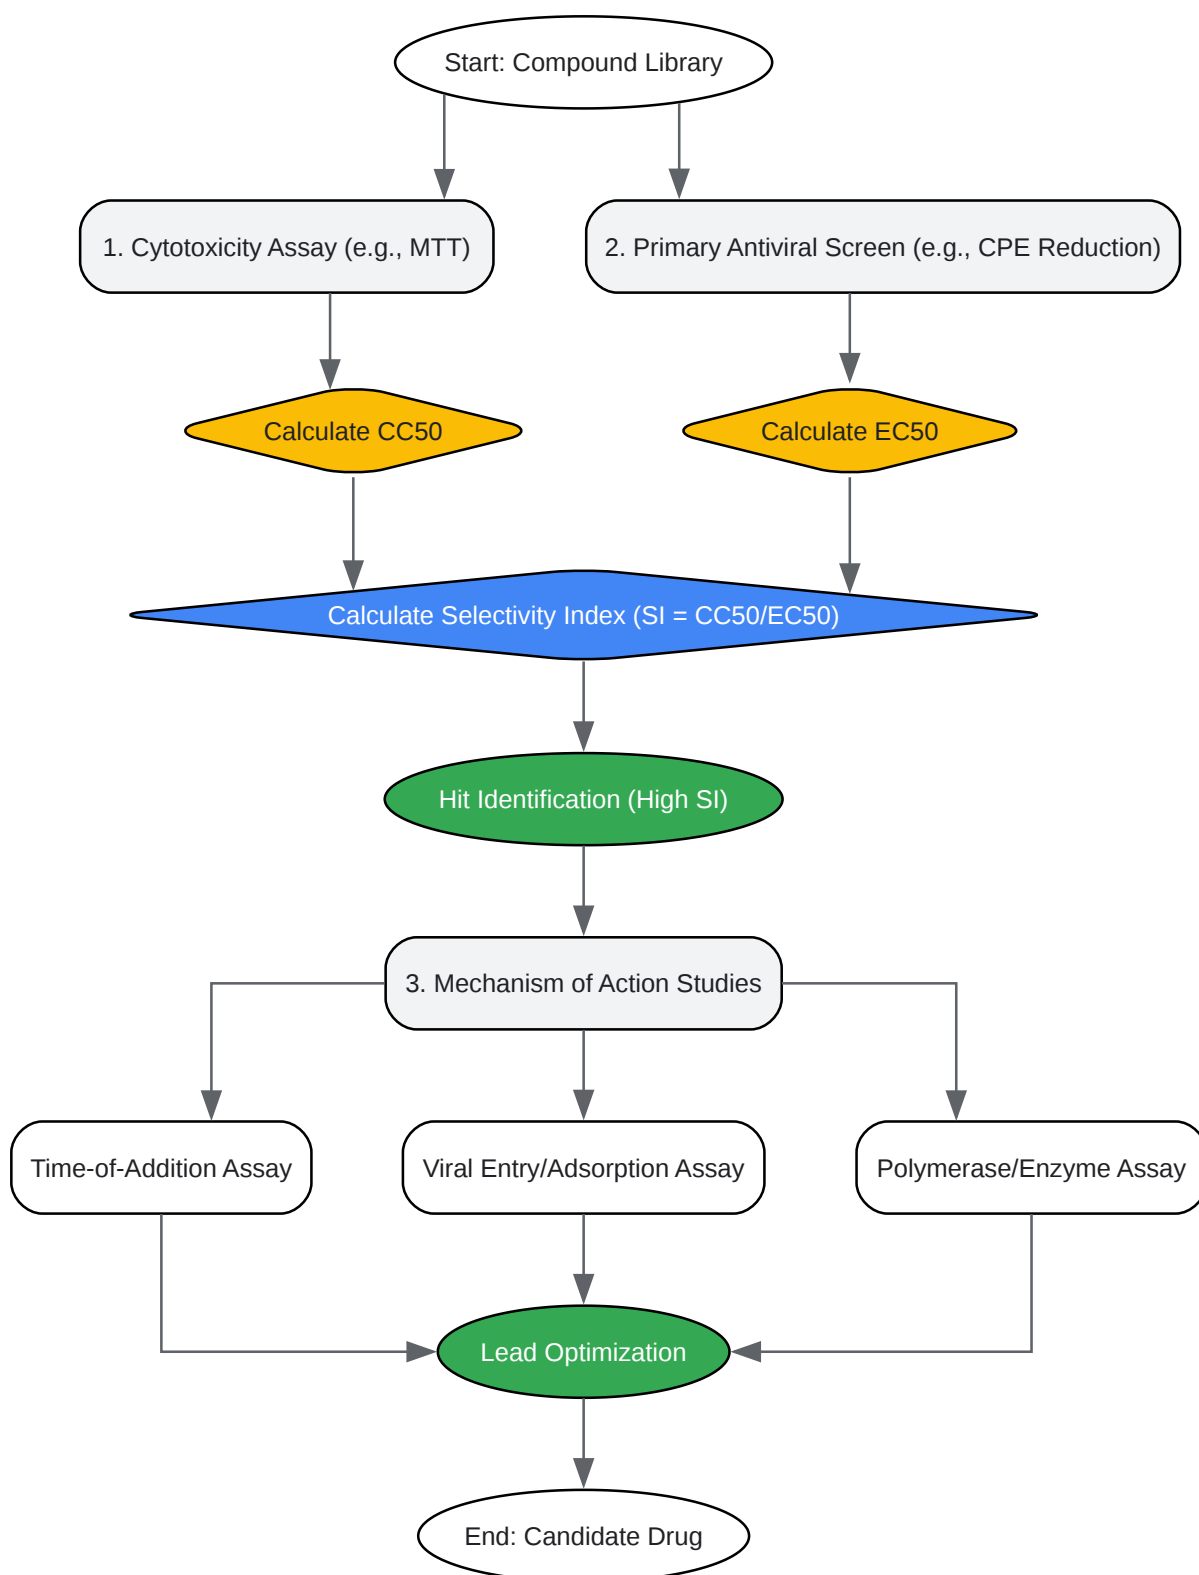 Start: Compound Library
1. Cytotoxicity Assay (e.g., MTT)
2. Primary Antiviral Screen (e.g., CPE Reduction)
Calculate CC50
Calculate EC50
Calculate Selectivity Index (SI = CC50/EC50)
Hit Identification (High SI)
3. Mechanism of Action Studies
Time-of-Addition Assay
Viral Entry/Adsorption Assay
Polymerase/Enzyme Assay
Lead Optimization
End: Candidate Drug